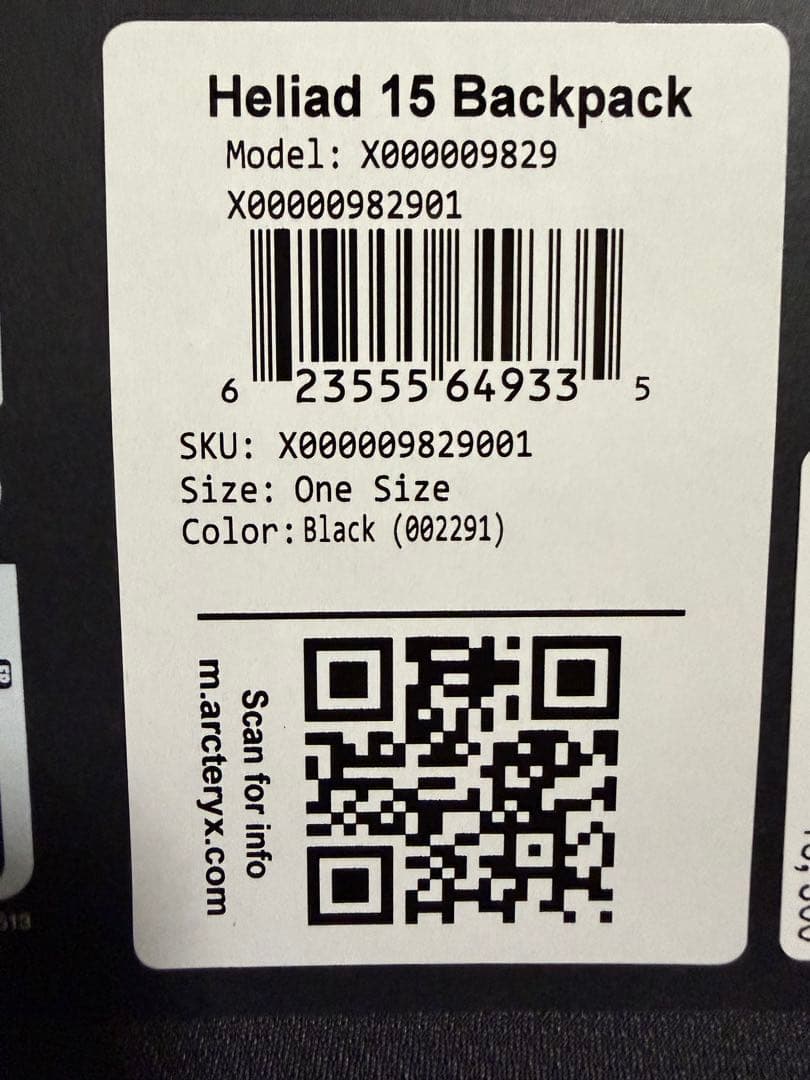 Heliad 15 Backpack
Model: X000009829
X00000982901
6 23555 64933 5
SKU: X000009829001
Size: One Size
Color: Black (002291)
Scan for info
m.arcteryx.com